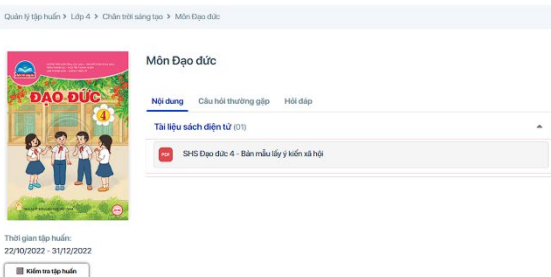 Quản lý tập huấn > Lớp 4 > Chân trời sáng tạo > Môn Đạo đức
Môn Đạo đức
ĐẠO ĐỨC
4
Nội dung Câu hỏi thường gặp Hỏi đáp
Tài liệu sách điện tử (01)
PDF SHS Đạo đức 4 - Bản mẫu lấy ý kiến xã hội
Thời gian tập huấn:
22/10/2022 - 31/12/2022
Kiểm tra tập huấn